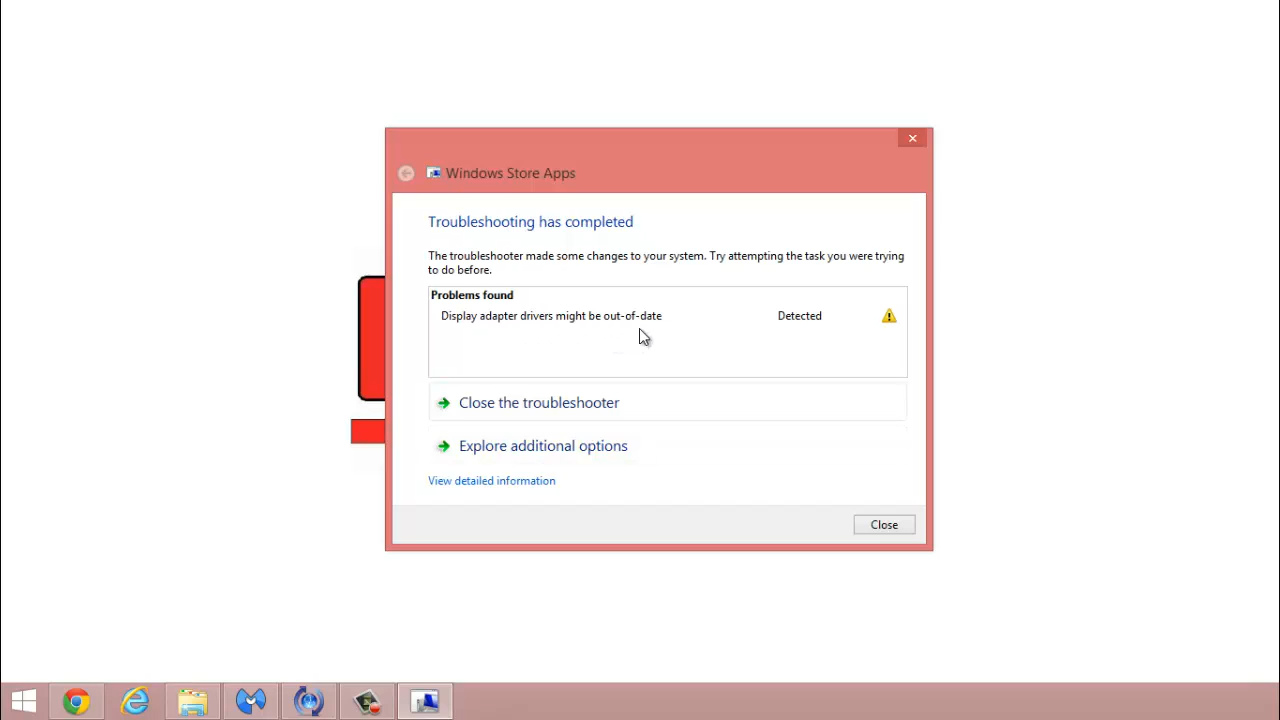 Windows Store Apps
Troubleshooting has completed
The troubleshooter made some changes to your system. Try attempting the task you were trying
to do before.
Problems found
Display adapter drivers might be out-of-date Detected
Close the troubleshooter
Explore additional options
View detailed information
Close